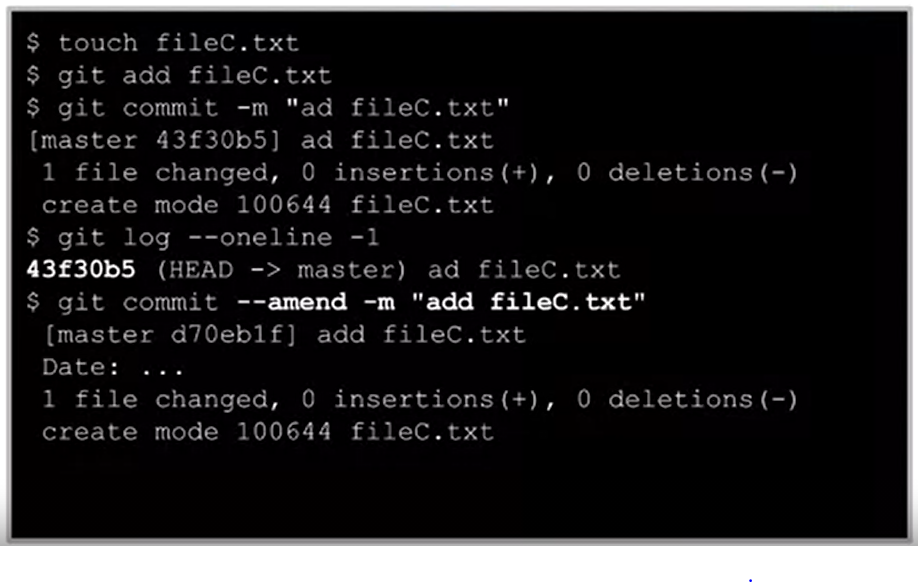 $ touch fileC.txt
$ git add fileC.txt
$ git commit -m "ad fileC.txt"
[master 43f30b5] ad fileC.txt
 1 file changed, 0 insertions(+), 0 deletions(-)
 create mode 100644 fileC.txt
$ git log --oneline -1
43f30b5 (HEAD -> master) ad fileC.txt
$ git commit --amend -m "add fileC.txt"
 [master d70eb1f] add fileC.txt
 Date: ...
 1 file changed, 0 insertions(+), 0 deletions(-)
 create mode 100644 fileC.txt